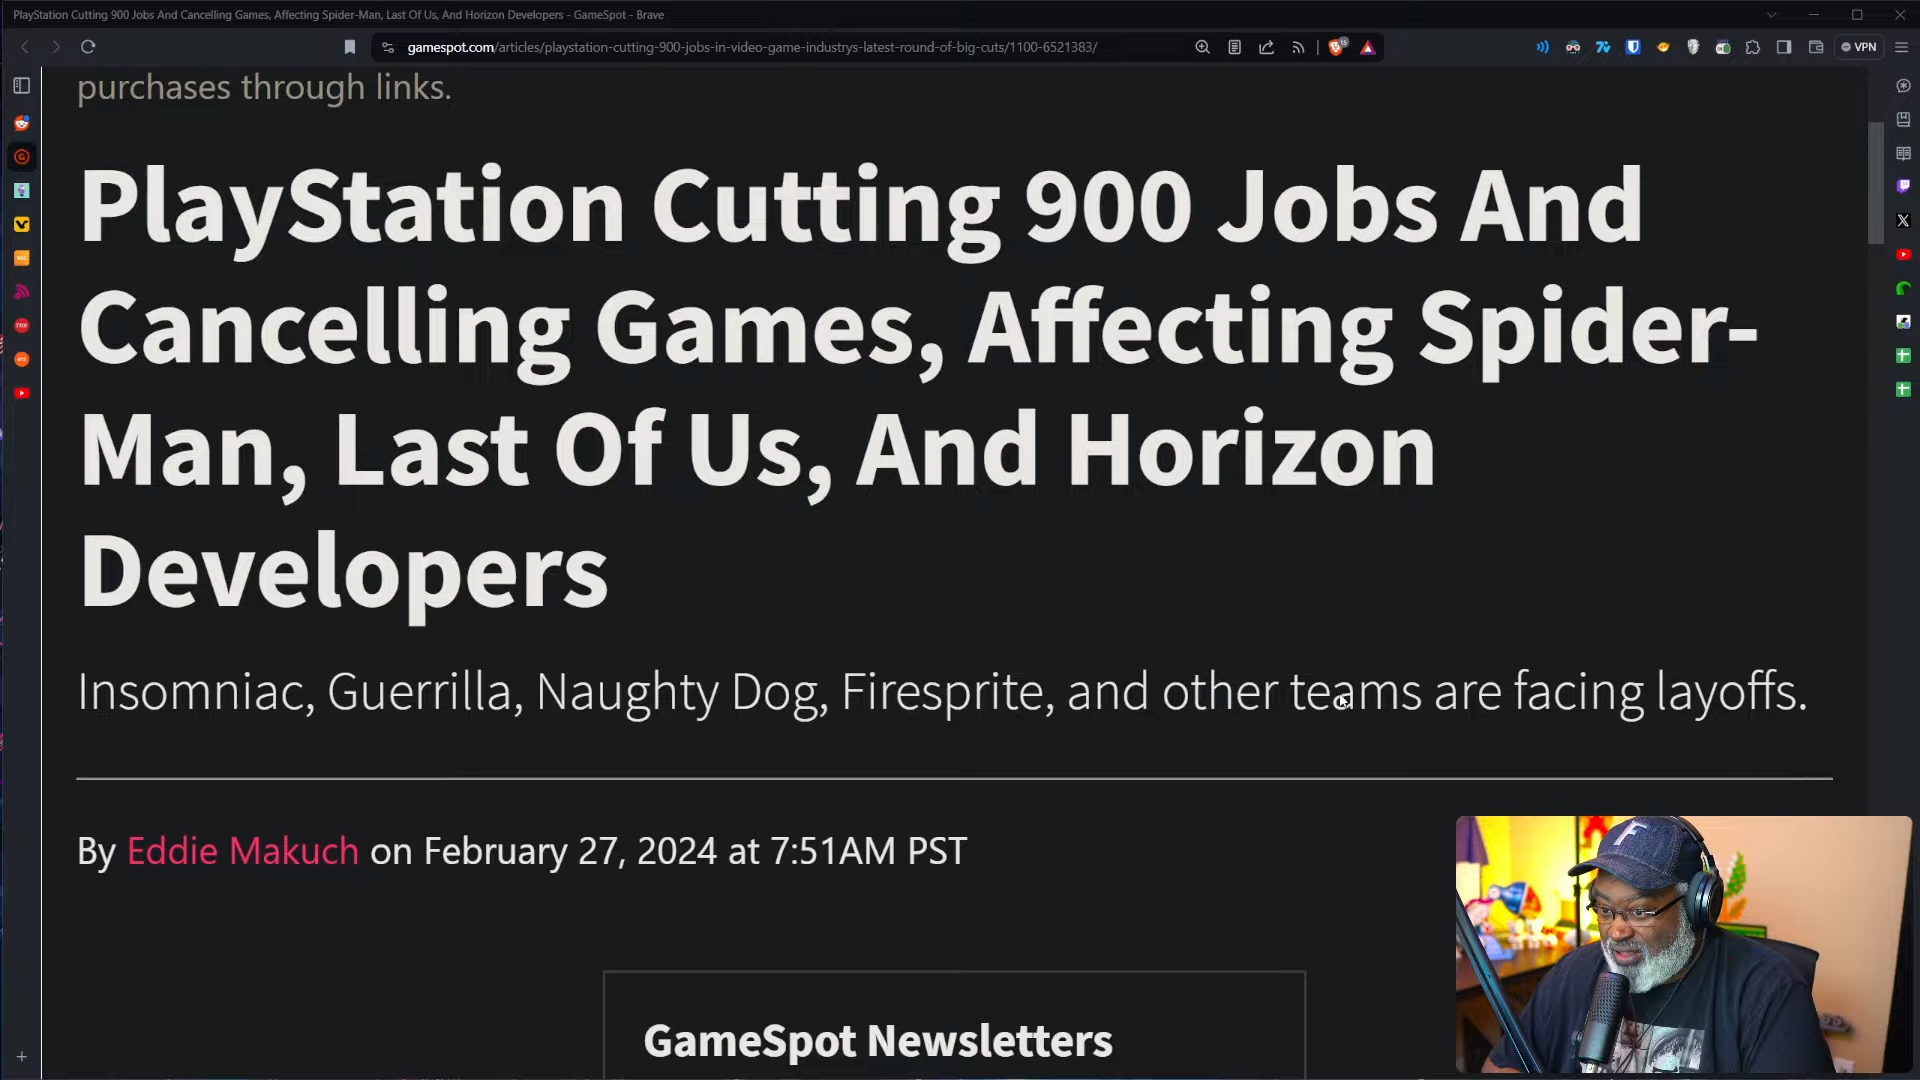 PlayStation Cutting 900 Jobs And Cancelling Games, Affecting Spider-Man, Last Of Us, And Horizon Developers - GameSpot - Brave
gamespot.com/articles/playstation-cutting-900-jobs-in-video-game-industrys-latest-round-of-big-cuts/1100-6521383/
VPN
purchases through links.
PlayStation Cutting 900 Jobs And
Cancelling Games, Affecting Spider-
Man, Last Of Us, And Horizon
Developers
Insomniac, Guerrilla, Naughty Dog, Firesprite, and other teams are facing layoffs.
By Eddie Makuch on February 27, 2024 at 7:51AM PST
GameSpot Newsletters